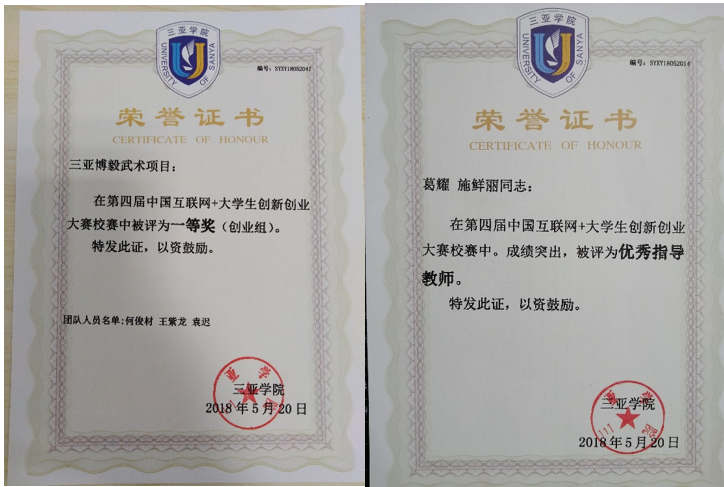 三亚学院
UNIVERSITY OF SANYA
编号:SYXY18052041
荣誉证书
CERTIFICATE OF HONOUR
三亚博毅武术项目:
在第四届中国互联网+大学生创新创业
大赛校赛中被评为一等奖(创业组)。
特发此证,以资鼓励。
团队人员名单:何俊材 王紫龙 袁迟
三亚学院
2018年5月20日
三亚学院
UNIVERSITY OF SANYA
编号:SYXY18052014
荣誉证书
CERTIFICATE OF HONOUR
葛耀 施鲜丽同志:
在第四届中国互联网+大学生创新创业
大赛校赛中。成绩突出,被评为优秀指导
教师。
特发此证,以资鼓励。
三亚学院
2018年5月20日